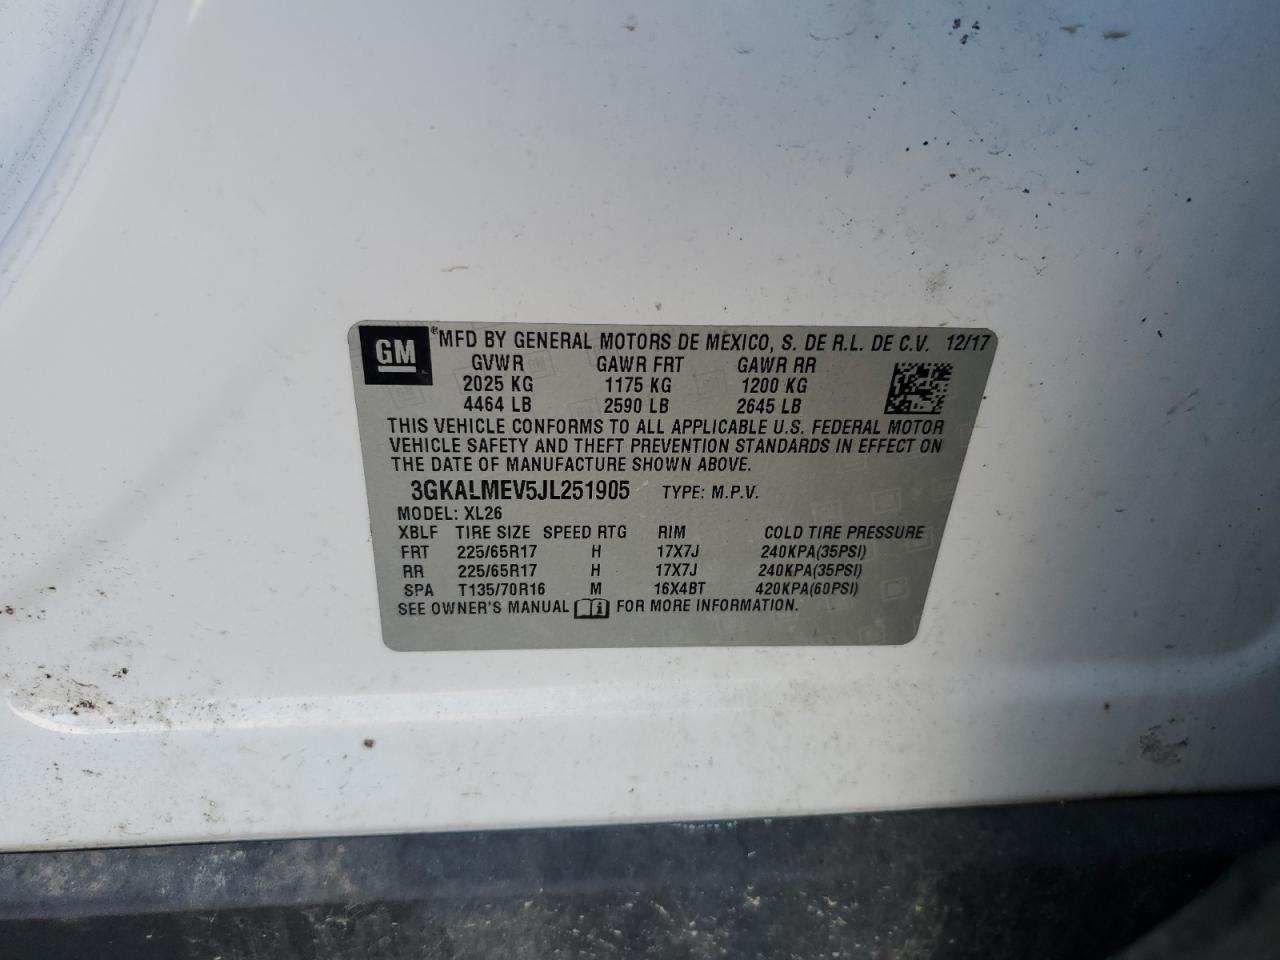 GM ®MFD BY GENERAL MOTORS DE MEXICO, S. DE R.L. DE C.V. 12/17
GVWR GAWR FRT GAWR RR
2025 KG 1175 KG 1200 KG
4464 LB 2590 LB 2645 LB
THIS VEHICLE CONFORMS TO ALL APPLICABLE U.S. FEDERAL MOTOR
VEHICLE SAFETY AND THEFT PREVENTION STANDARDS IN EFFECT ON
THE DATE OF MANUFACTURE SHOWN ABOVE.
3GKALMEV5JL251905 TYPE: M.P.V.
MODEL: XL26
XBLF TIRE SIZE SPEED RTG RIM COLD TIRE PRESSURE
FRT 225/65R17 H 17X7J 240KPA(35PSI)
RR 225/65R17 H 17X7J 240KPA(35PSI)
SPA T135/70R16 M 16X4BT 420KPA(60PSI)
SEE OWNER'S MANUAL FOR MORE INFORMATION.